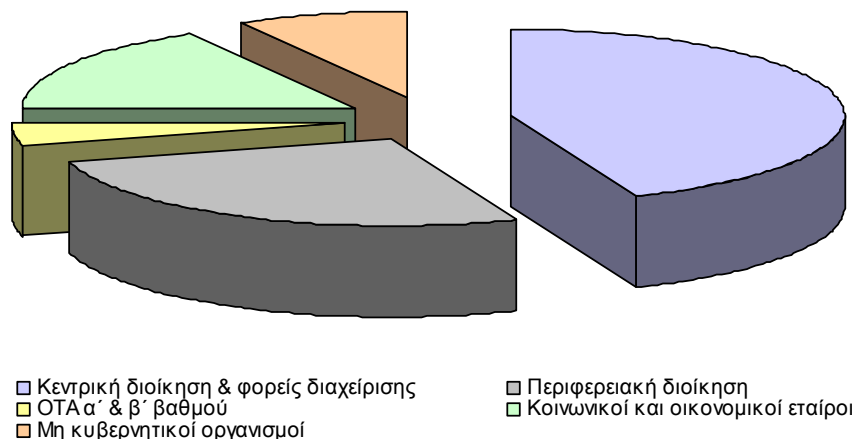 Κεντρική διοίκηση & φορείς διαχείρισης
Περιφερειακή διοίκηση
ΟΤΑ α΄ & β΄ βαθμού
Κοινωνικοί και οικονομικοί εταίροι
Μη κυβερνητικοί οργανισμοί